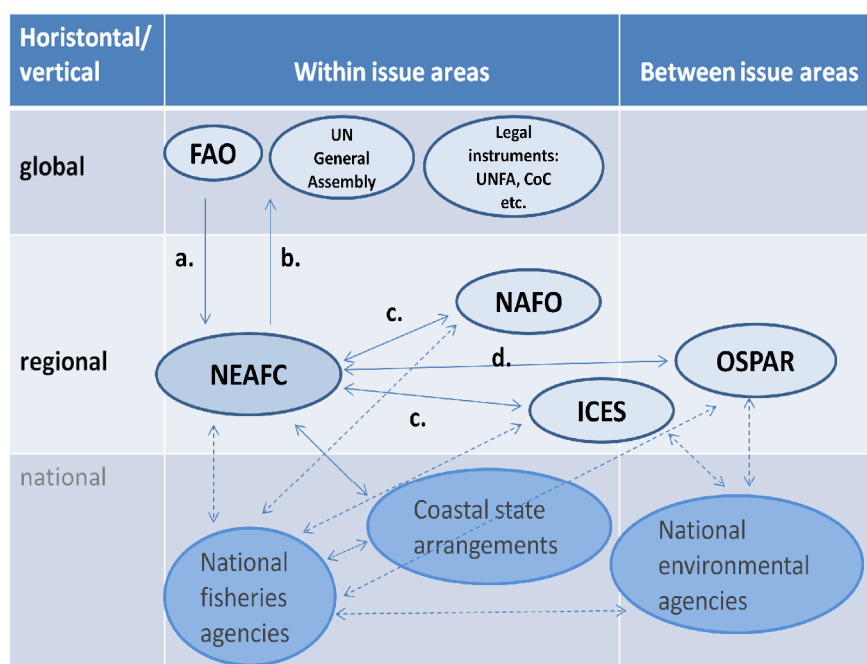 Horistontal/
vertical
Within issue areas
Between issue areas
global
FAO
UN
General
Assembly
Legal
instruments:
UNFA, CoC
etc.
a.
b.
regional
NEAFC
c.
NAFO
d.
OSPAR
c.
ICES
national
Coastal state
arrangements
National
fisheries
agencies
National
environmental
agencies